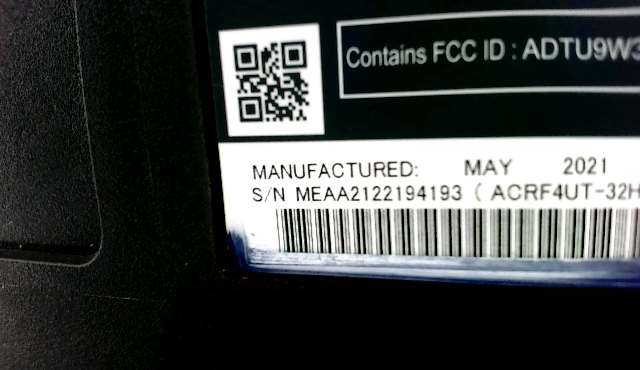 Contains FCC ID : ADTU9W3
MANUFACTURED: MAY 2021
S/N MEAA2122194193 ( ACRF4UT-32H